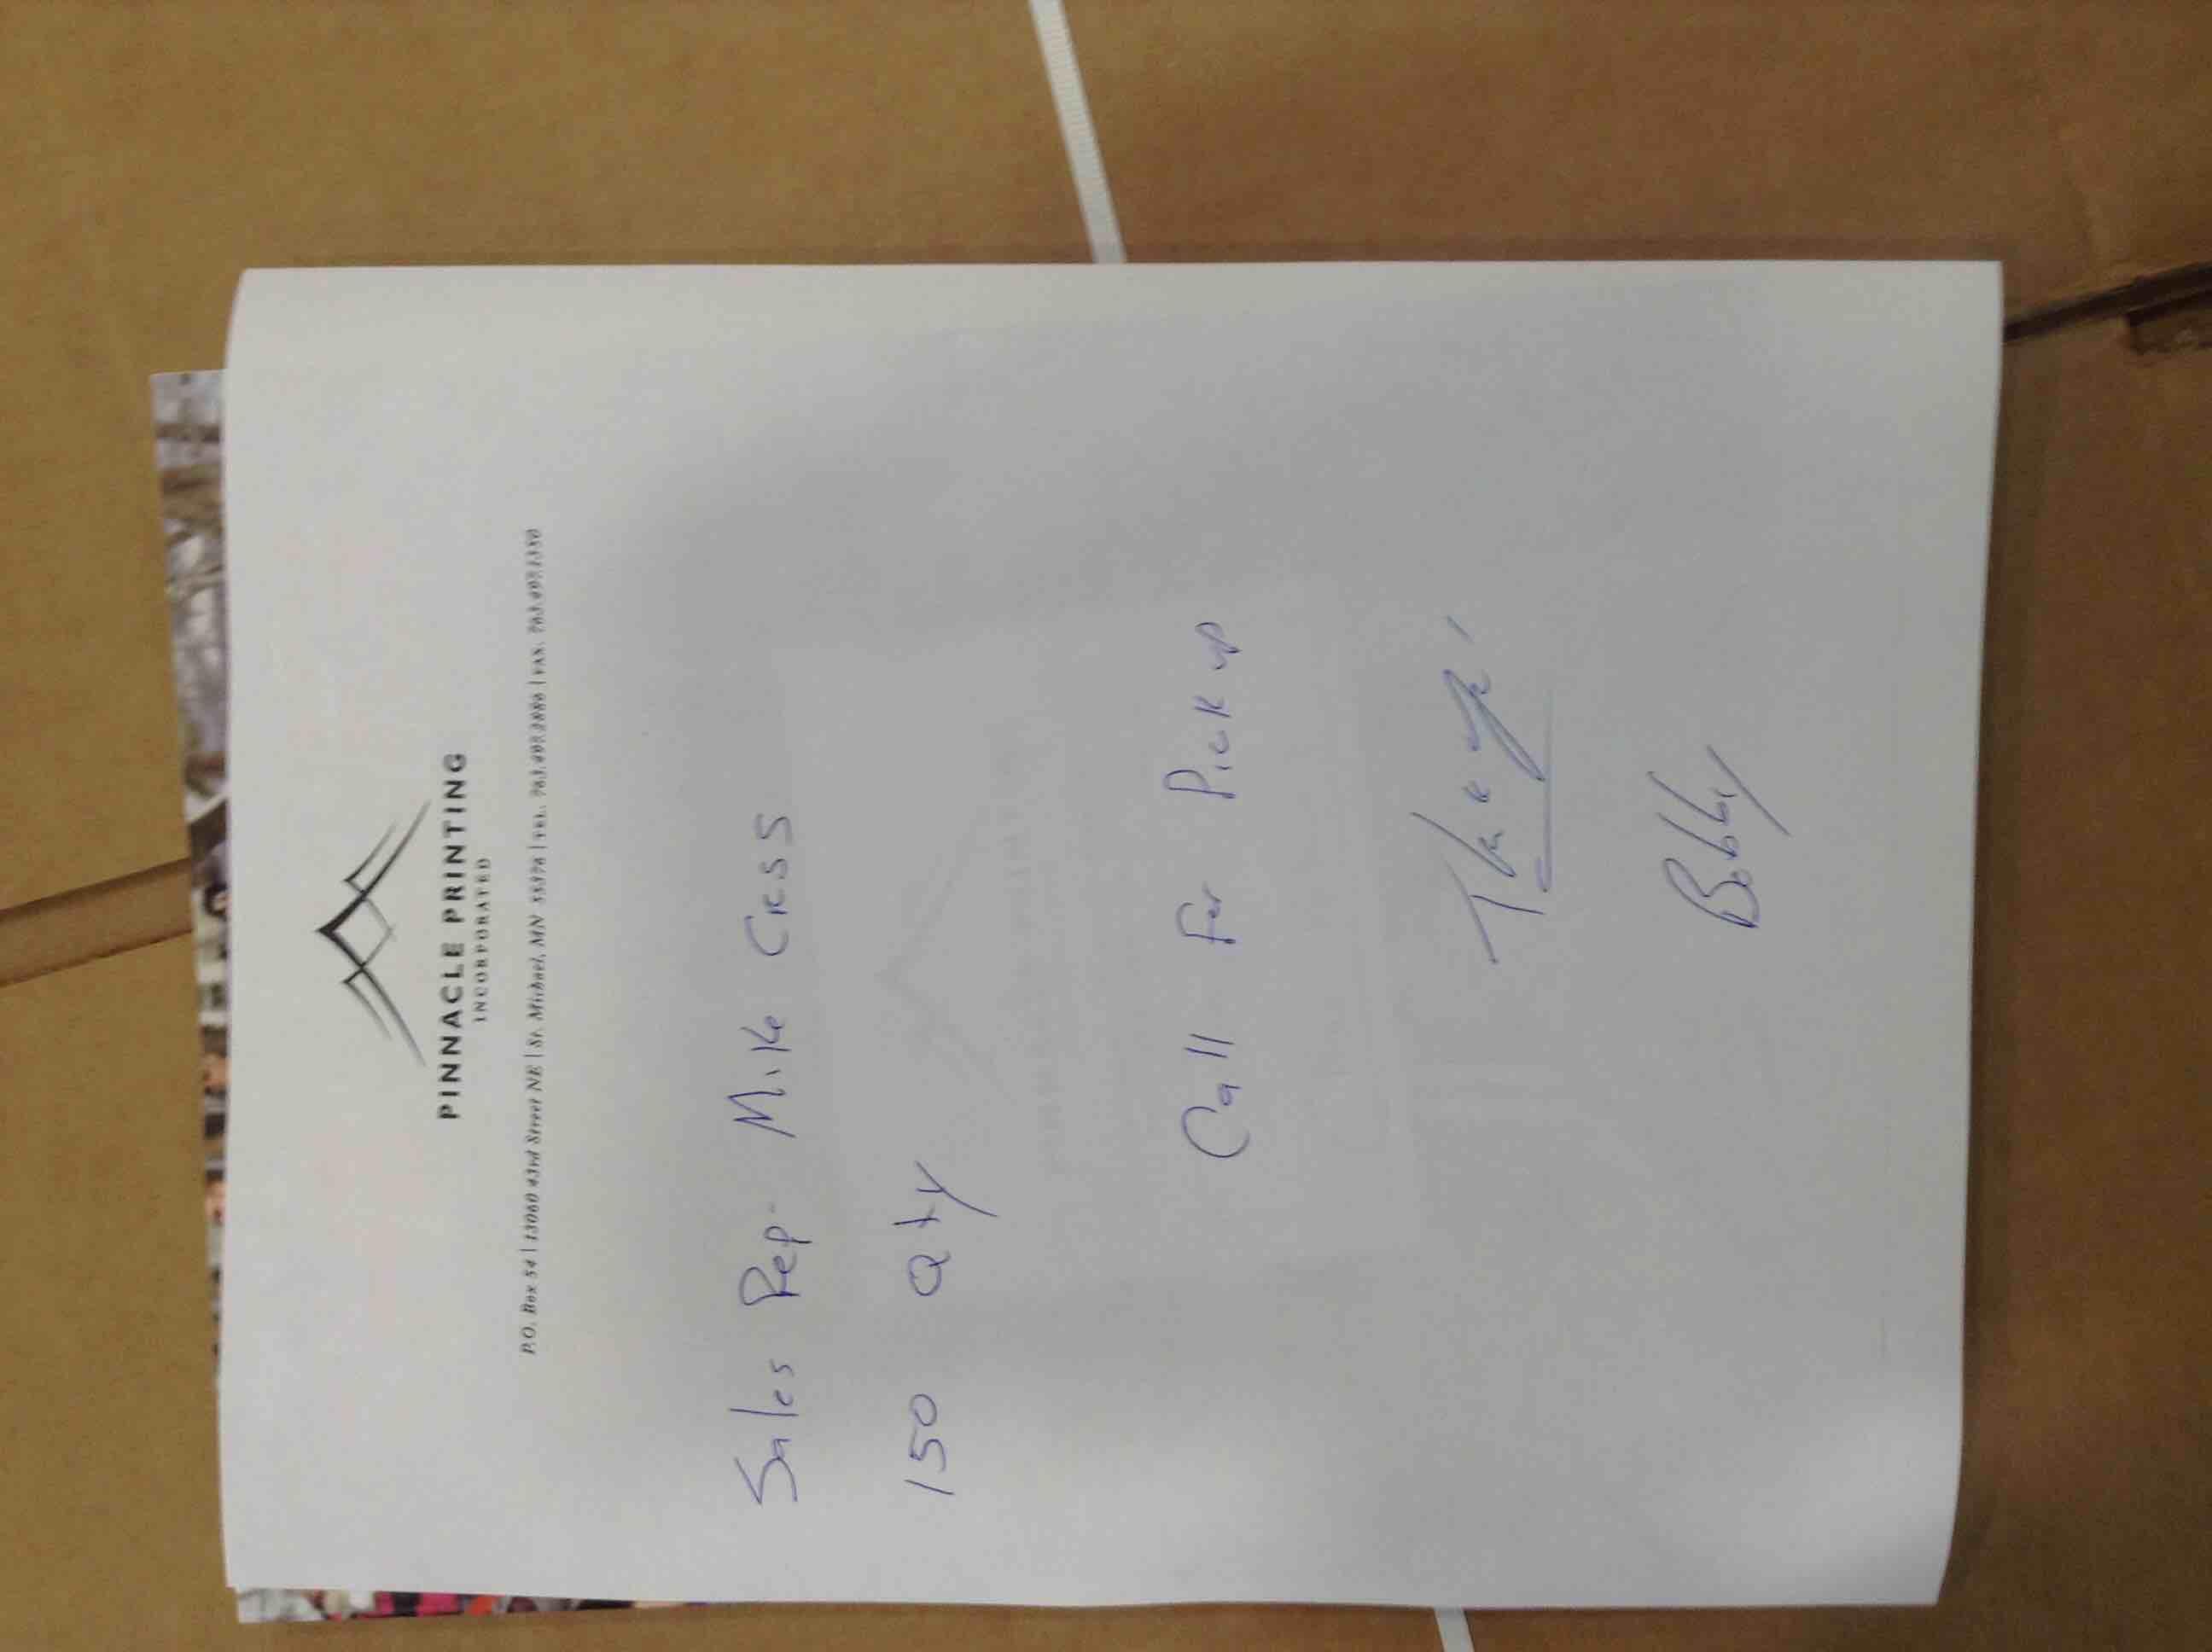 PINNACLE PRINTING
INCORPORATED
P.O. Box 54 | 13060 43rd Street NE | St. Michael, MN 55376 | TEL.
Sales Rep. Mike Cress
150 Qty
Call For Pick up
Bobby